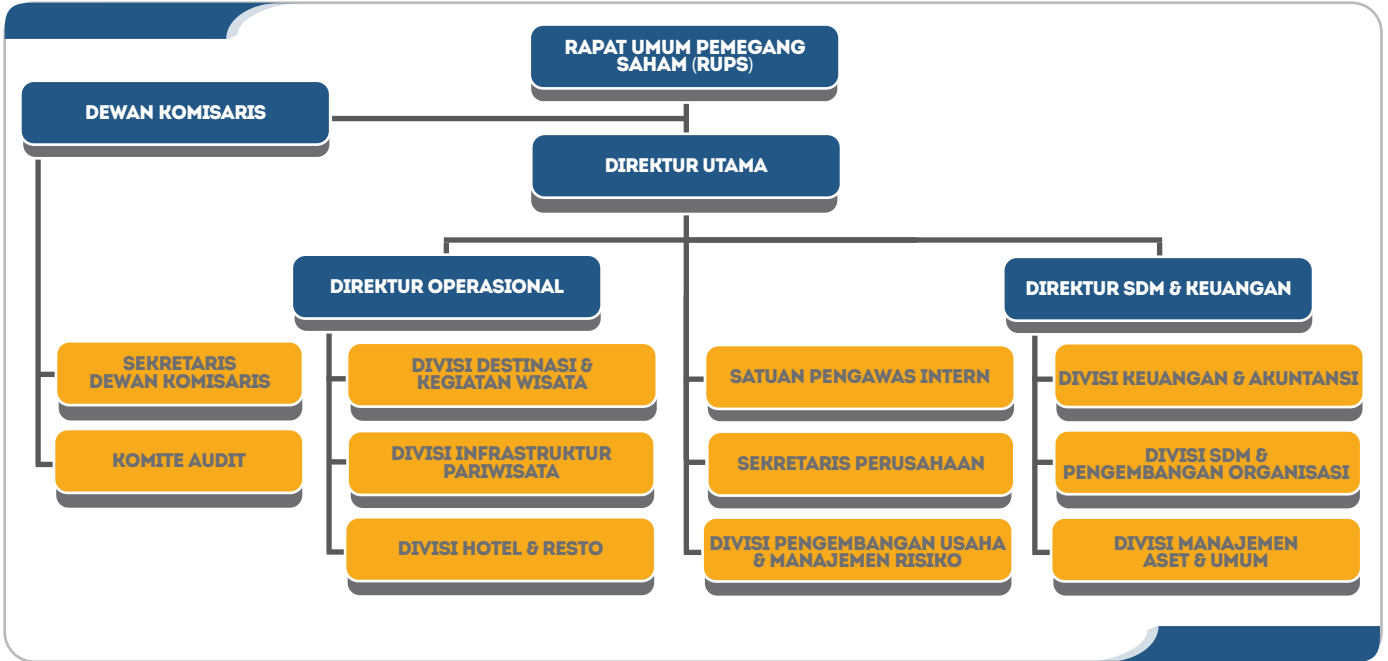 RAPAT UMUM PEMEGANG
SAHAM (RUPS)
DEWAN KOMISARIS
DIREKTUR UTAMA
DIREKTUR OPERASIONAL
DIREKTUR SDM & KEUANGAN
SEKRETARIS
DEWAN KOMISARIS
KOMITE AUDIT
DIVISI DESTINASI &
KEGIATAN WISATA
DIVISI INFRASTRUKTUR
PARIWISATA
DIVISI HOTEL & RESTO
SATUAN PENGAWAS INTERN
SEKRETARIS PERUSAHAAN
DIVISI PENGEMBANGAN USAHA
& MANAJEMEN RISIKO
DIVISI KEUANGAN & AKUNTANSI
DIVISI SDM &
PENGEMBANGAN ORGANISASI
DIVISI MANAJEMEN
ASET & UMUM